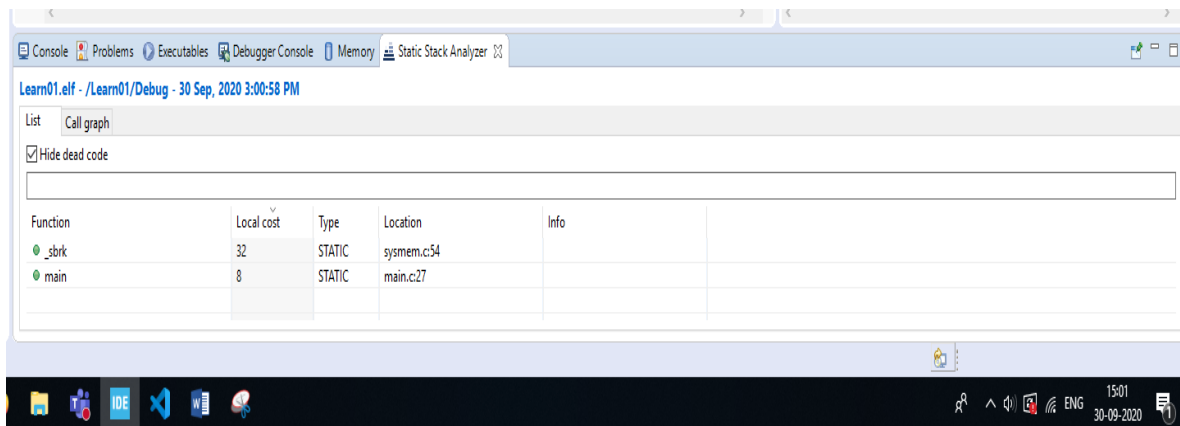 Console Problems Executables Debugger Console Memory Static Stack Analyzer
Learn01.elf - /Learn01/Debug - 30 Sep, 2020 3:00:58 PM
List Call graph
Hide dead code
Function Local cost Type Location Info
_sbrk 32 STATIC sysmem.c:54
main 8 STATIC main.c:27
IDE ENG 15:01
30-09-2020 1